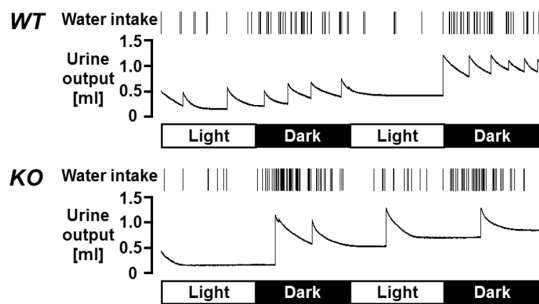 WT Water intake
Urine output [ml]
1.5
1.0
0.5
0
Light Dark Light Dark
KO Water intake
Urine output [ml]
1.5
1.0
0.5
0
Light Dark Light Dark